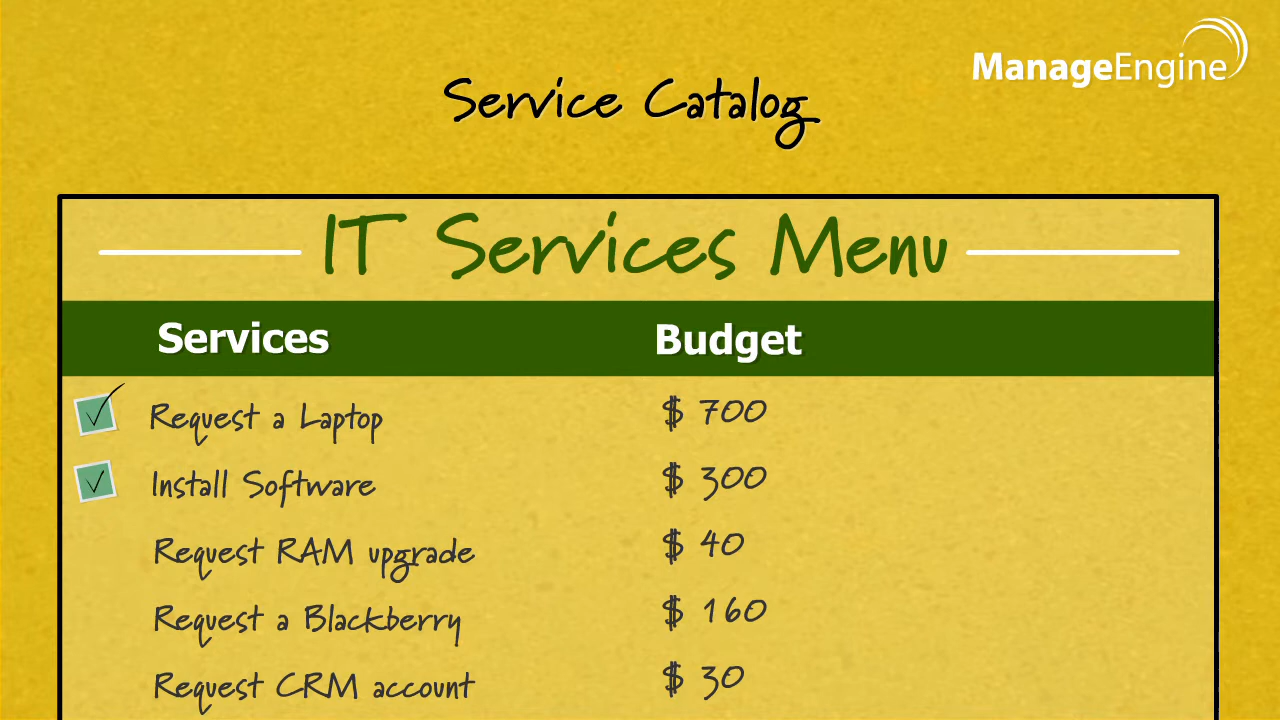 ManageEngine
Service Catalog
IT Services Menu
Services Budget
Request a Laptop $ 700
Install Software $ 300
Request RAM upgrade $ 40
Request a Blackberry $ 160
Request CRM account $ 30